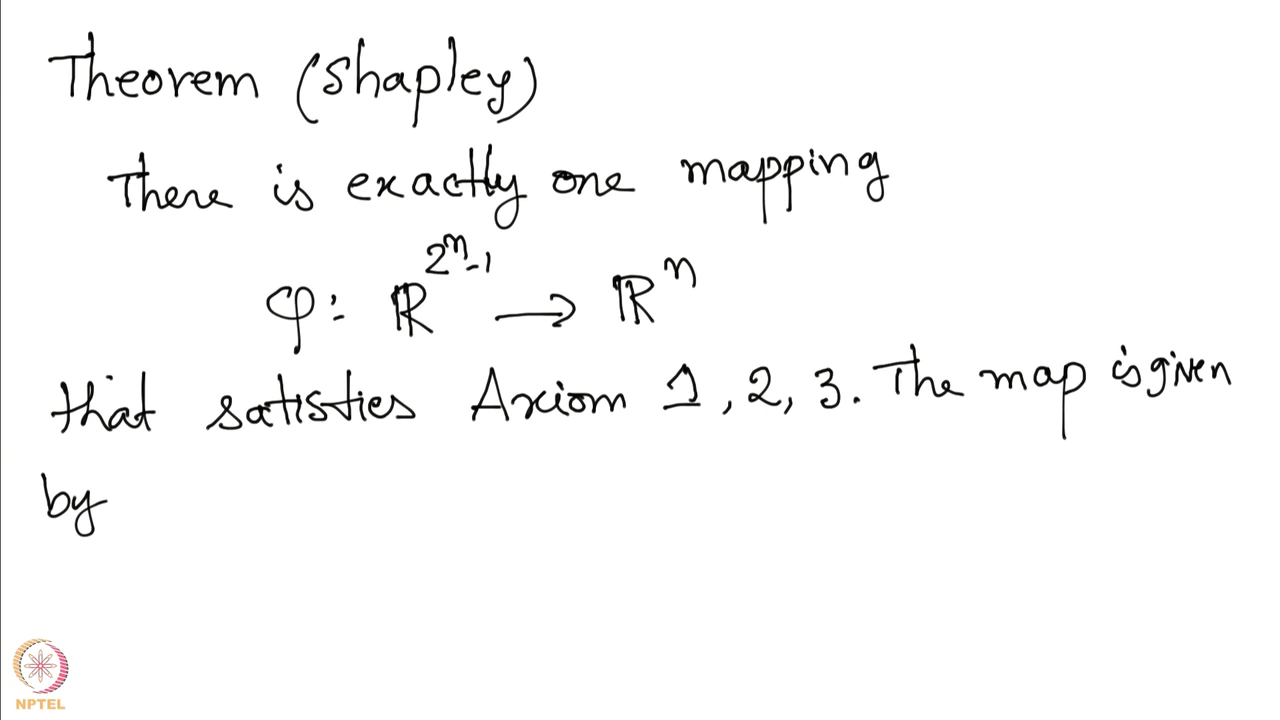 Theorem (Shapley)
There is exactly one mapping
φ: ℝ^{2^n-1} → ℝ^n
that satisfies Axiom 1, 2, 3. The map is given
by
NPTEL